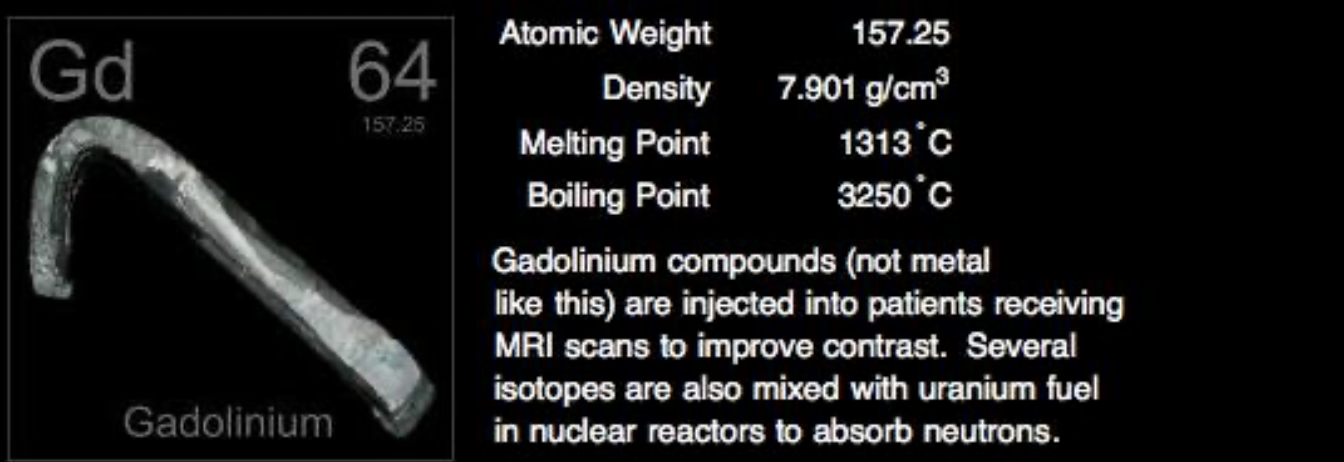 Gd 64
157.25
Gadolinium
Atomic Weight 157.25
Density 7.901 g/cm³
Melting Point 1313˚C
Boiling Point 3250˚C
Gadolinium compounds (not metal
like this) are injected into patients receiving
MRI scans to improve contrast. Several
isotopes are also mixed with uranium fuel
in nuclear reactors to absorb neutrons.